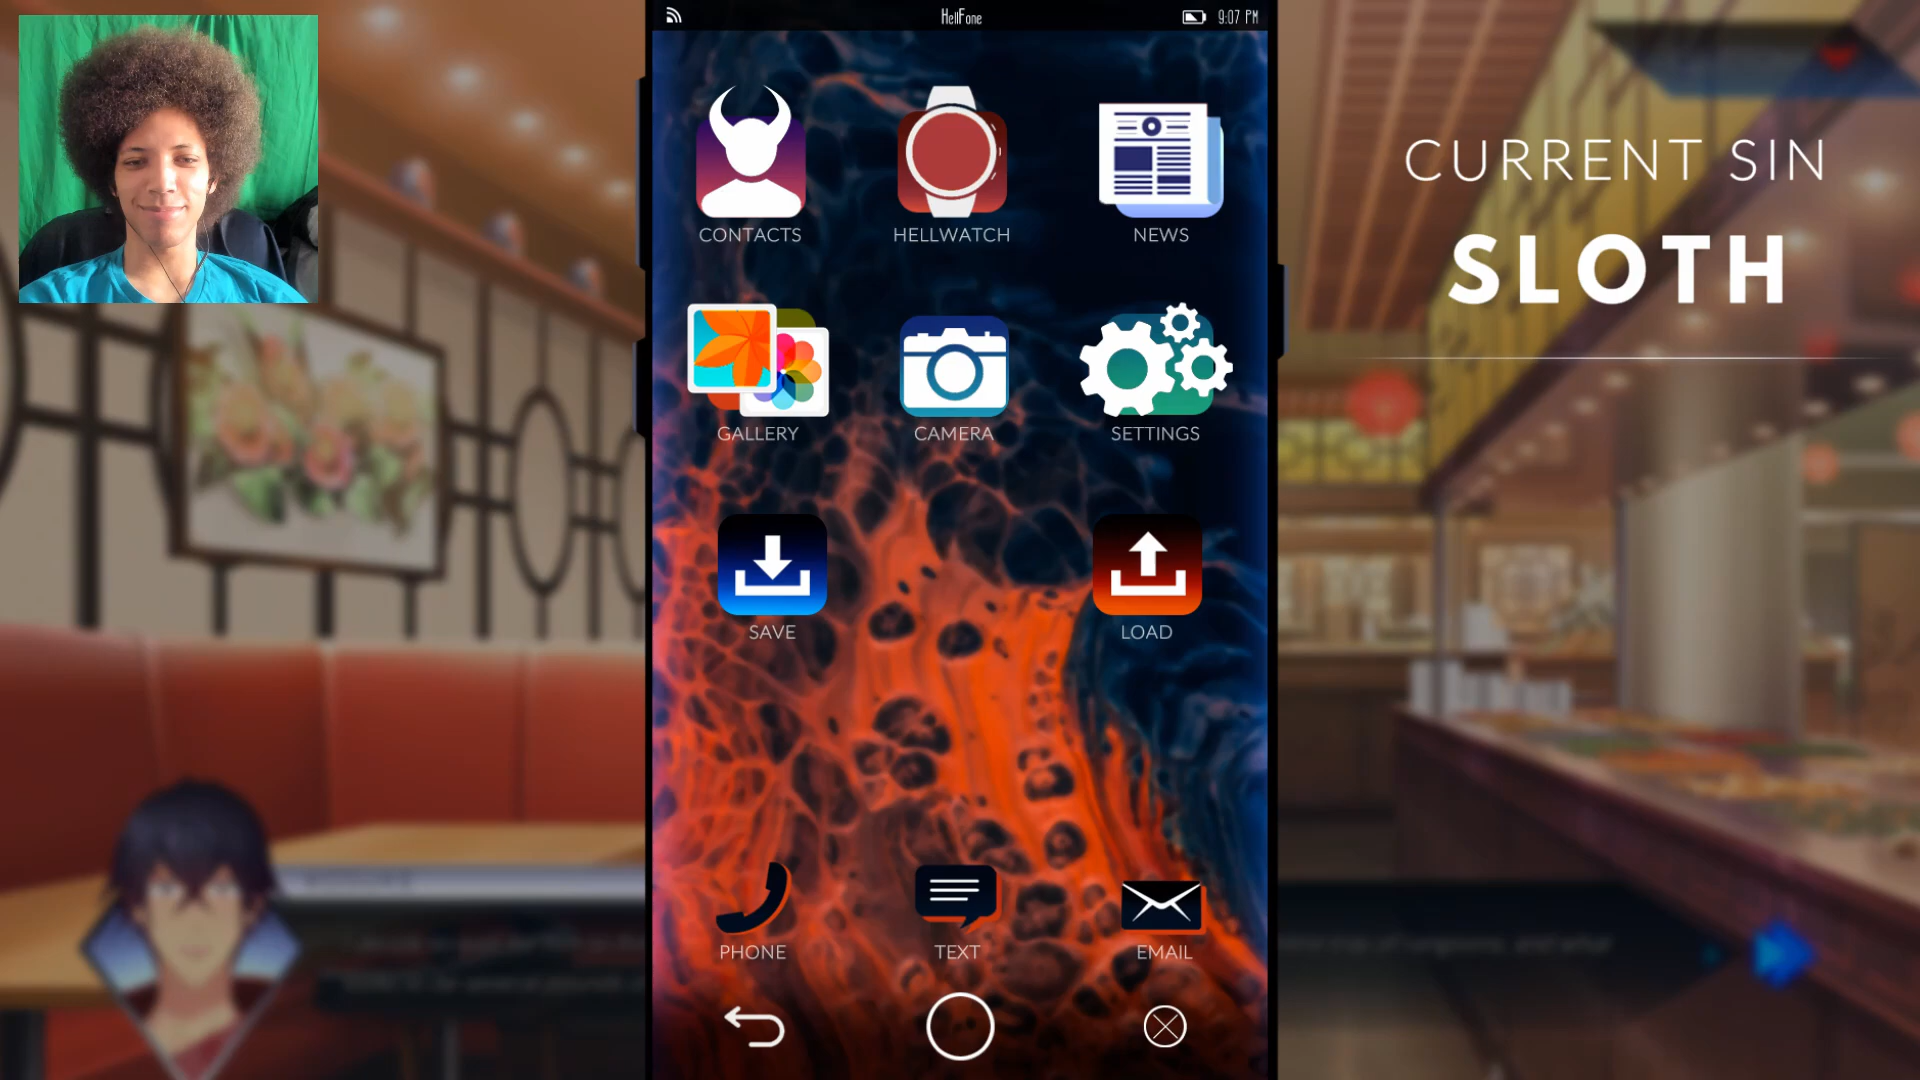 HellFone
9:07 PM
CONTACTS
HELLWATCH
NEWS
CURRENT SIN
SLOTH
GALLERY
CAMERA
SETTINGS
SAVE
LOAD
PHONE
TEXT
EMAIL